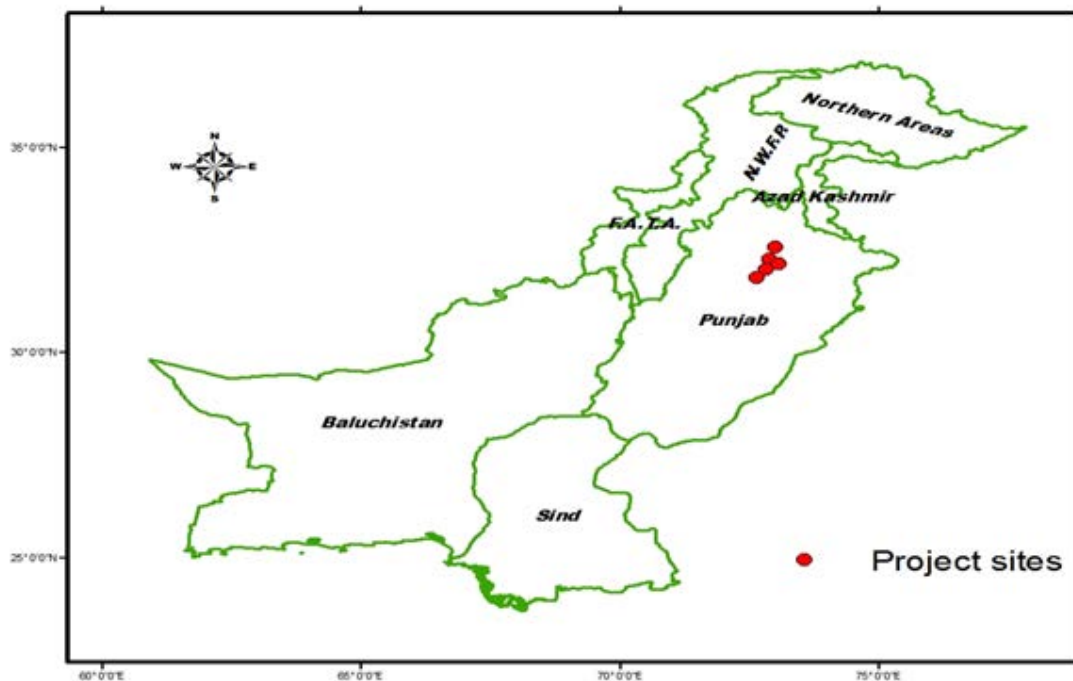 Northern Areas
35°0'0"N
N
W E
S
N.W.F.P
Azad Kashmir
F.A.T.A.
Punjab
30°0'0"N
Baluchistan
Sind
25°0'0"N
Project sites
60°0'0"E
65°0'0"E
70°0'0"E
75°0'0"E